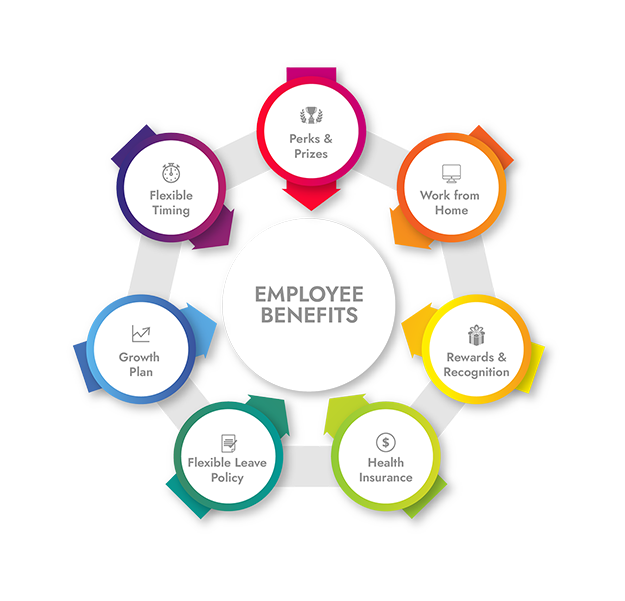 Perks &
Prizes
Work from
Home
Rewards &
Recognition
Health
Insurance
Flexible Leave
Policy
Growth
Plan
Flexible
Timing
EMPLOYEE
BENEFITS
$